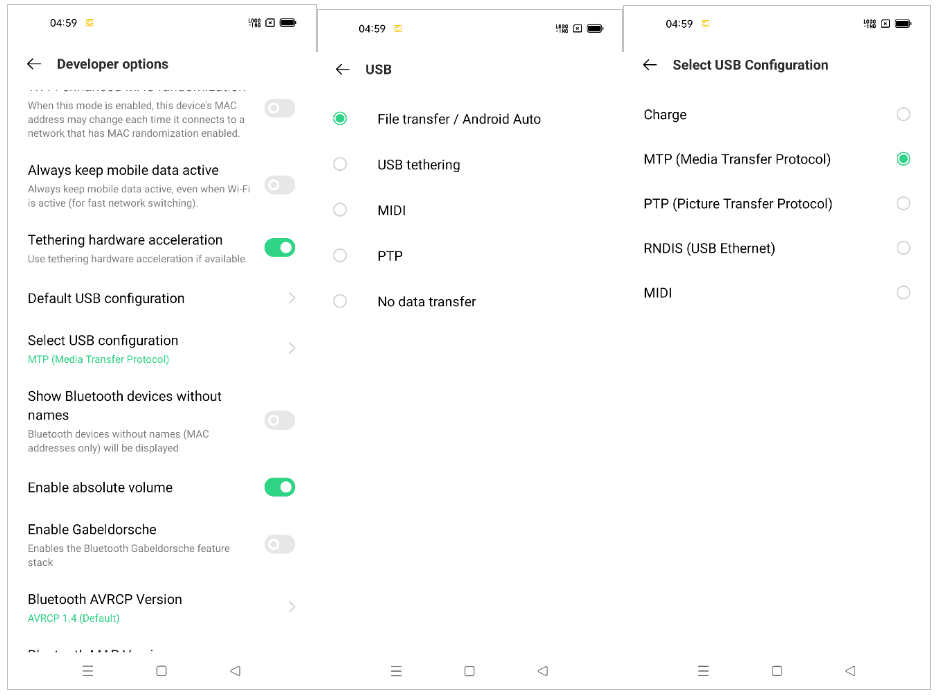 04:59
Developer options
When this mode is enabled, this device's MAC
address may change each time it connects to a
network that has MAC randomization enabled.
Always keep mobile data active
Always keep mobile data active, even when Wi-Fi
is active (for fast network switching).
Tethering hardware acceleration
Use tethering hardware acceleration if available
Default USB configuration
Select USB configuration
MTP (Media Transfer Protocol)
Show Bluetooth devices without
names
Bluetooth devices without names (MAC
addresses only) will be displayed
Enable absolute volume
Enable Gabeldorsche
Enables the Bluetooth Gabeldorsche feature
stack
Bluetooth AVRCP Version
AVRCP 1.4 (Default)
04:59
USB
File transfer / Android Auto
USB tethering
MIDI
PTP
No data transfer
04:59
Select USB Configuration
Charge
MTP (Media Transfer Protocol)
PTP (Picture Transfer Protocol)
RNDIS (USB Ethernet)
MIDI